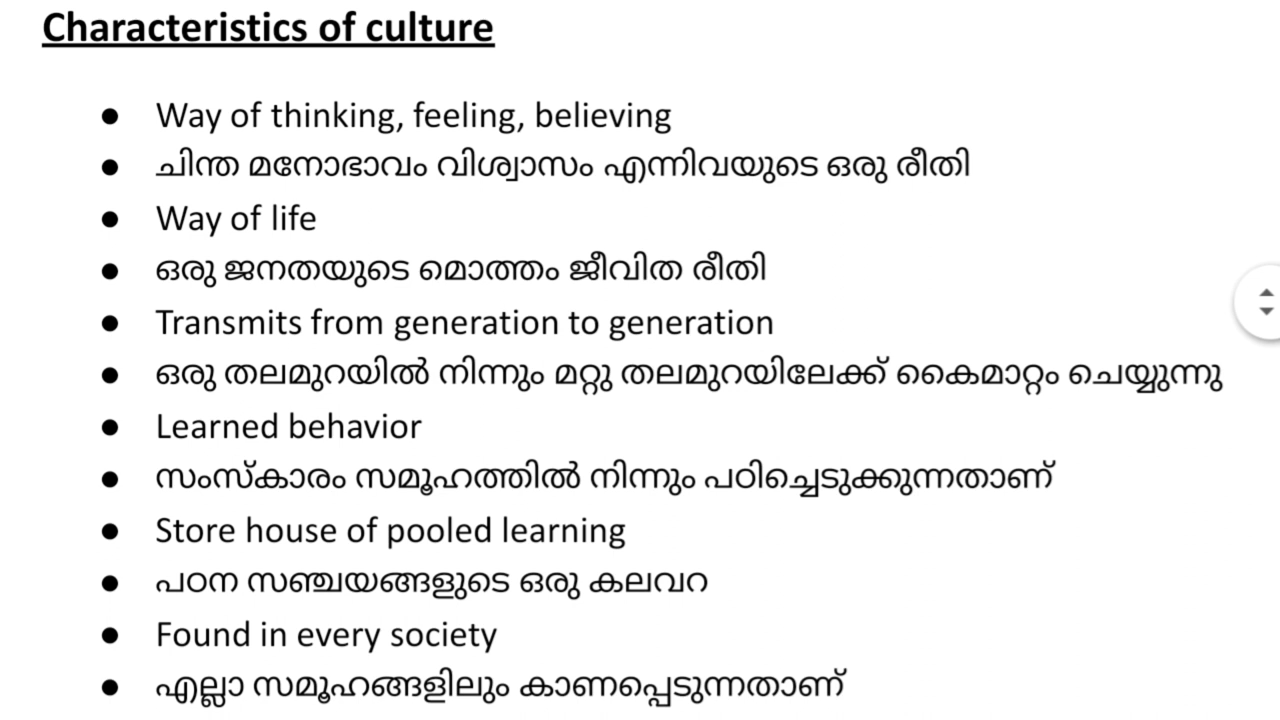 Characteristics of culture
● Way of thinking, feeling, believing
● ചിന്ത മനോഭാവം വിശ്വാസം എന്നിവയുടെ ഒരു രീതി
● Way of life
● ഒരു ജനതയുടെ മൊത്തം ജീവിത രീതി
● Transmits from generation to generation
● ഒരു തലമുറയിൽ നിന്നും മറ്റു തലമുറയിലേക്ക് കൈമാറ്റം ചെയ്യുന്നു
● Learned behavior
● സംസ്കാരം സമൂഹത്തിൽ നിന്നും പഠിച്ചെടുക്കുന്നതാണ്
● Store house of pooled learning
● പഠന സഞ്ചയങ്ങളുടെ ഒരു കലവറ
● Found in every society
● എല്ലാ സമൂഹങ്ങളിലും കാണപ്പെടുന്നതാണ്